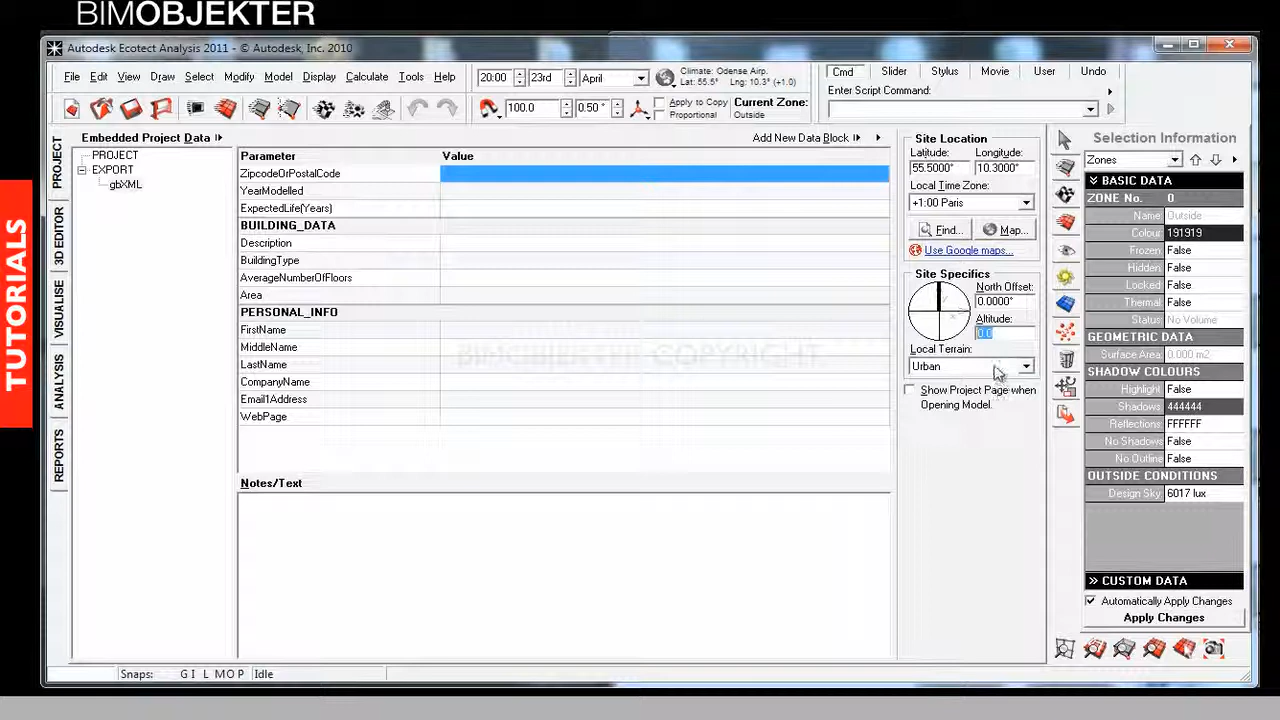 BIMOBJEKTER
TUTORIALS
Autodesk Ecotect Analysis 2011 - © Autodesk, Inc. 2010
File Edit View Draw Select Modify Model Display Calculate Tools Help
20:00 23rd April
Climate: Odense Airp.
Lat: 55.5° Lng: 10.3° (+1.0)
Cmd Slider Stylus Movie User Undo
Enter Script Command:
100.0 0.50 °
Apply to Copy
Proportional
Current Zone:
Outside
PROJECT
3D EDITOR
VISUALISE
ANALYSIS
REPORTS
Embedded Project Data
Add New Data Block
PROJECT
EXPORT
gbXML
Parameter Value
ZipcodeOrPostalCode
YearModelled
ExpectedLife(Years)
BUILDING_DATA
Description
BuildingType
AverageNumberOfFloors
Area
PERSONAL_INFO
FirstName
MiddleName
LastName
CompanyName
Email1Address
WebPage
BIMOBJEKTER COPYRIGHT
Notes/Text
Site Location
Latitude: Longitude:
55.5000° 10.3000°
Local Time Zone:
+1:00 Paris
Find... Map...
Use Google maps...
Site Specifics
North Offset:
0.0000°
Altitude:
0.0
Local Terrain:
Urban
Show Project Page when
Opening Model.
Selection Information
Zones
BASIC DATA
ZONE No. 0
Name Outside
Colour 191919
Frozen: False
Hidden: False
Locked: False
Thermal: False
Status: No Volume
GEOMETRIC DATA
Surface Area: 0.000 m2
SHADOW COLOURS
Highlight: False
Shadows: 444444
Reflections: FFFFFF
No Shadows: False
No Outline: False
OUTSIDE CONDITIONS
Design Sky: 6017 lux
CUSTOM DATA
Automatically Apply Changes
Apply Changes
Snaps: G I L M O P Idle